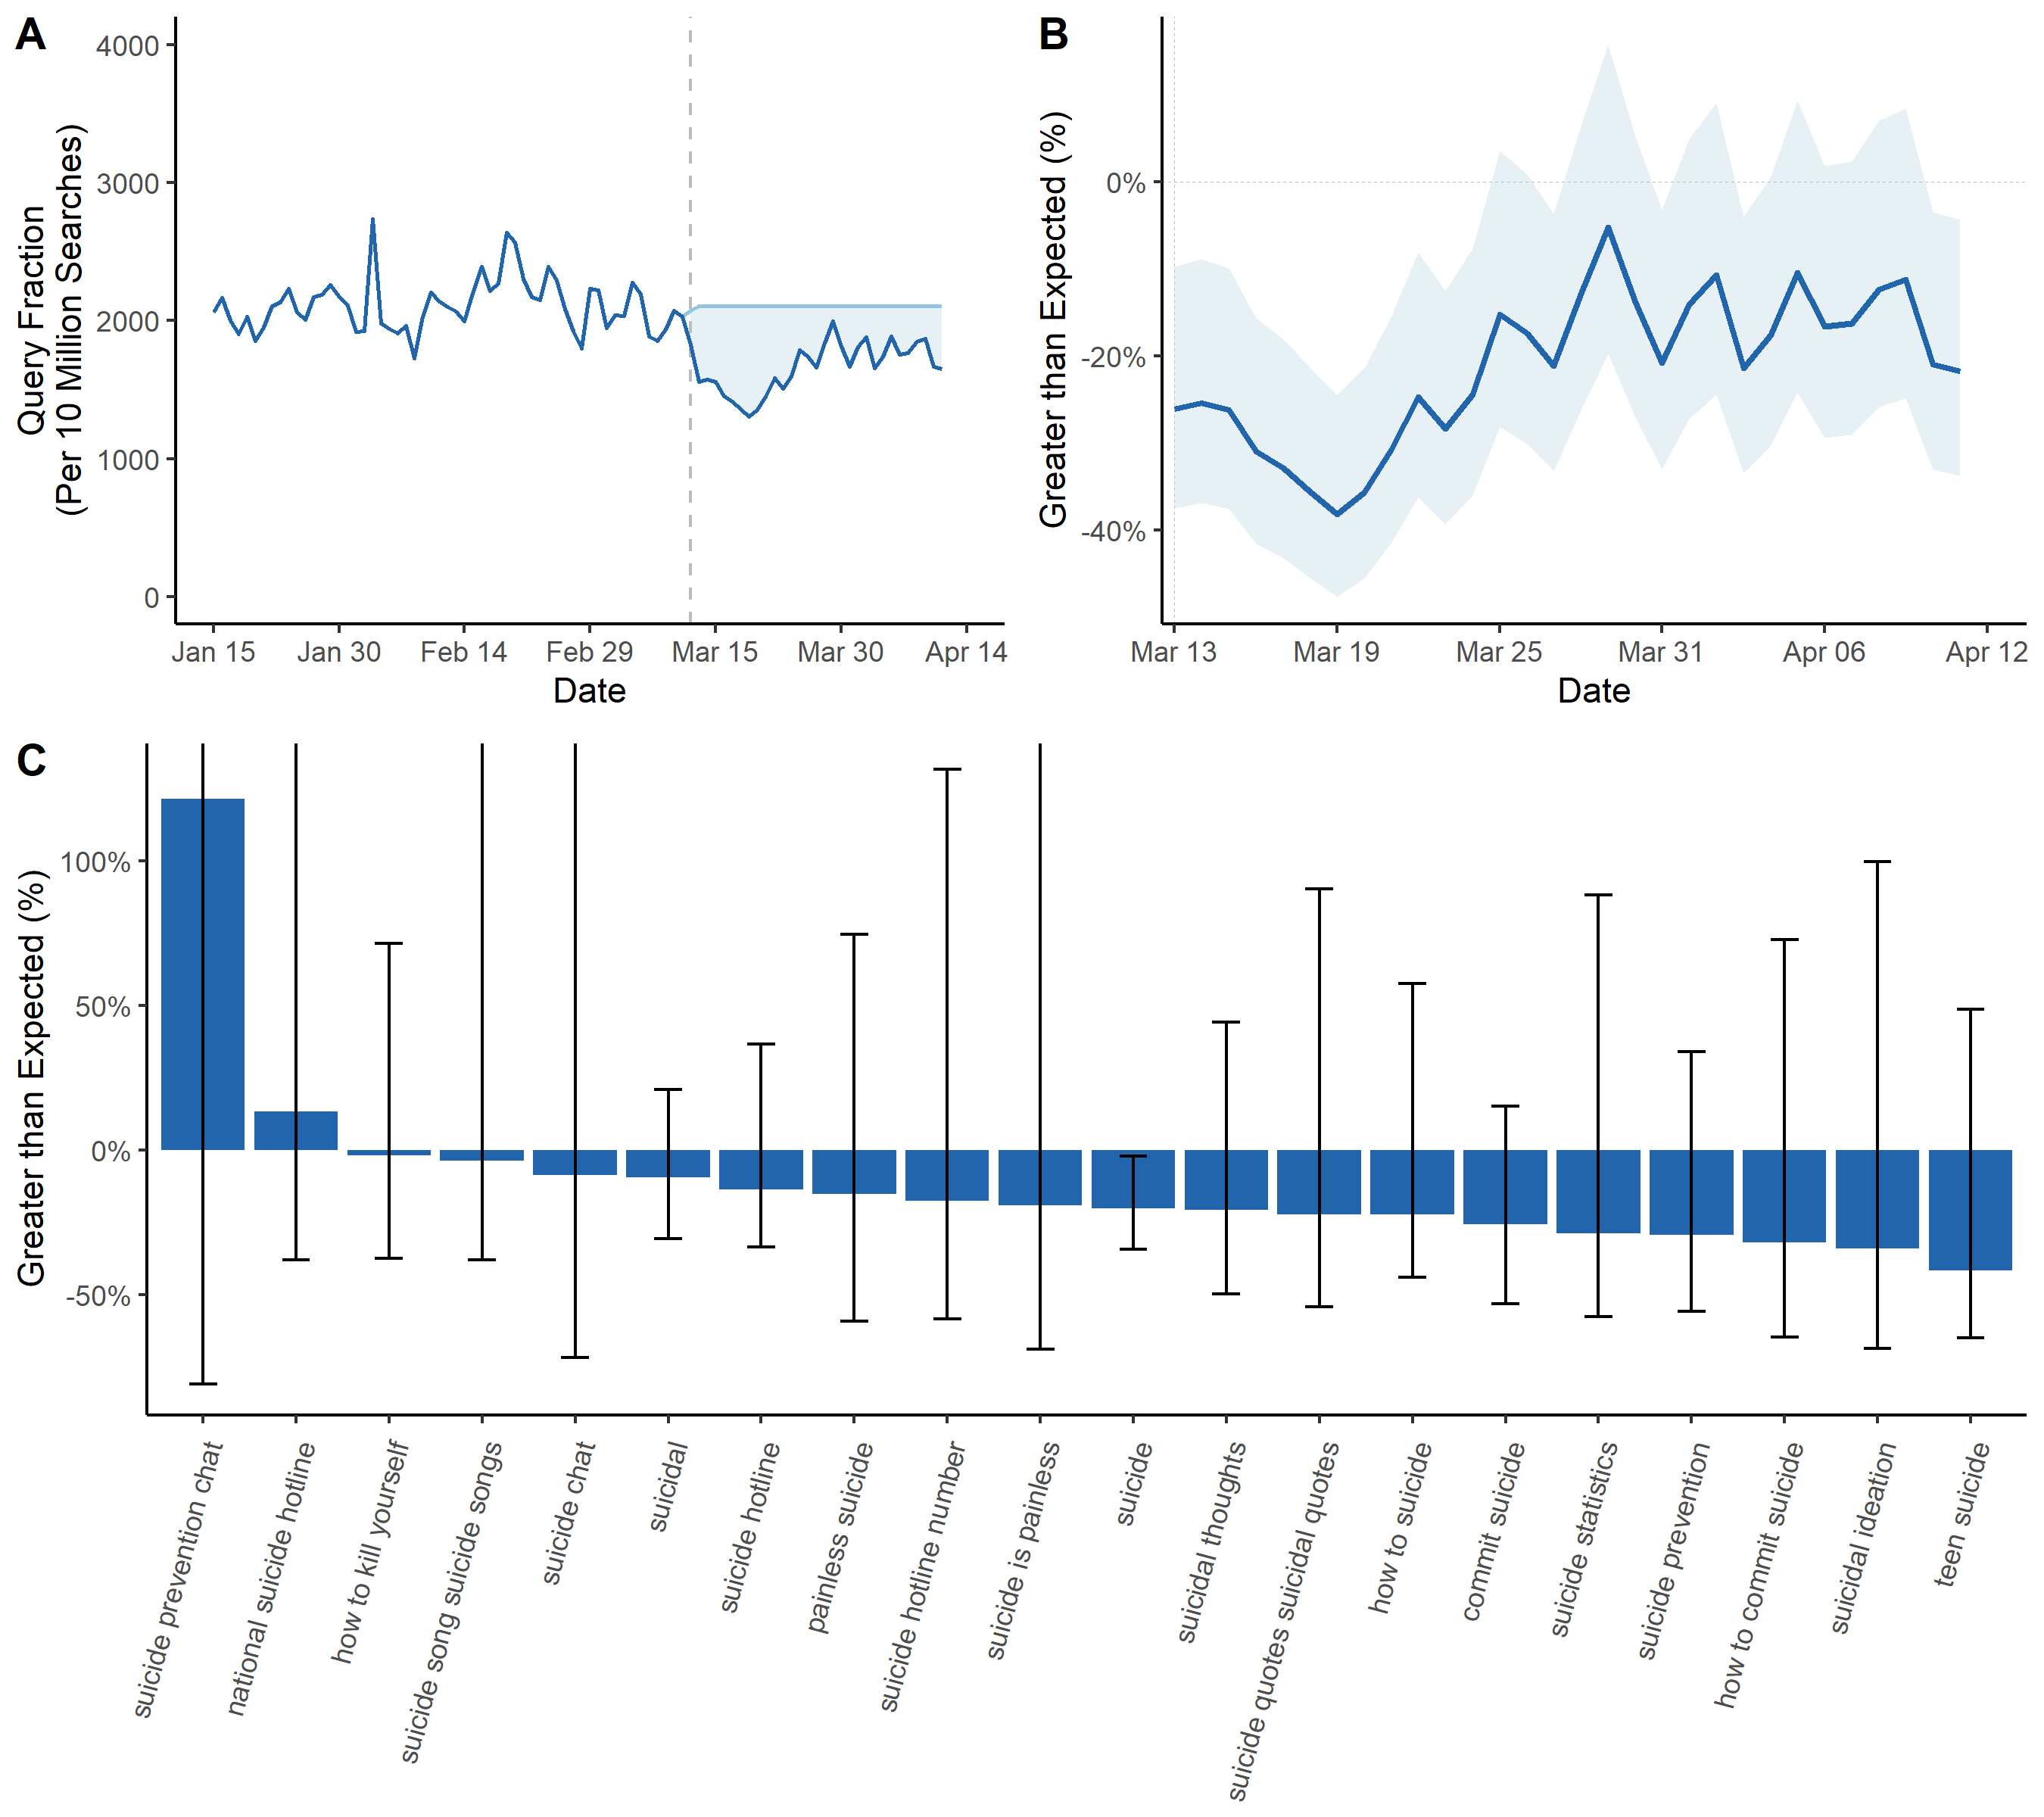 A
Query Fraction
(Per 10 Million Searches)
4000
3000
2000
1000
0
Jan 15 Jan 30 Feb 14 Feb 29 Mar 15 Mar 30 Apr 14
Date
B
Greater than Expected (%)
0%
-20%
-40%
Mar 13 Mar 19 Mar 25 Mar 31 Apr 06 Apr 12
Date
C
Greater than Expected (%)
100%
50%
0%
-50%
suicide prevention chat
national suicide hotline
how to kill yourself
suicide song suicide songs
suicide chat
suicidal
suicide hotline
painless suicide
suicide hotline number
suicide is painless
suicide
suicidal thoughts
suicide quotes suicidal quotes
how to suicide
commit suicide
suicide statistics
suicide prevention
how to commit suicide
suicidal ideation
teen suicide